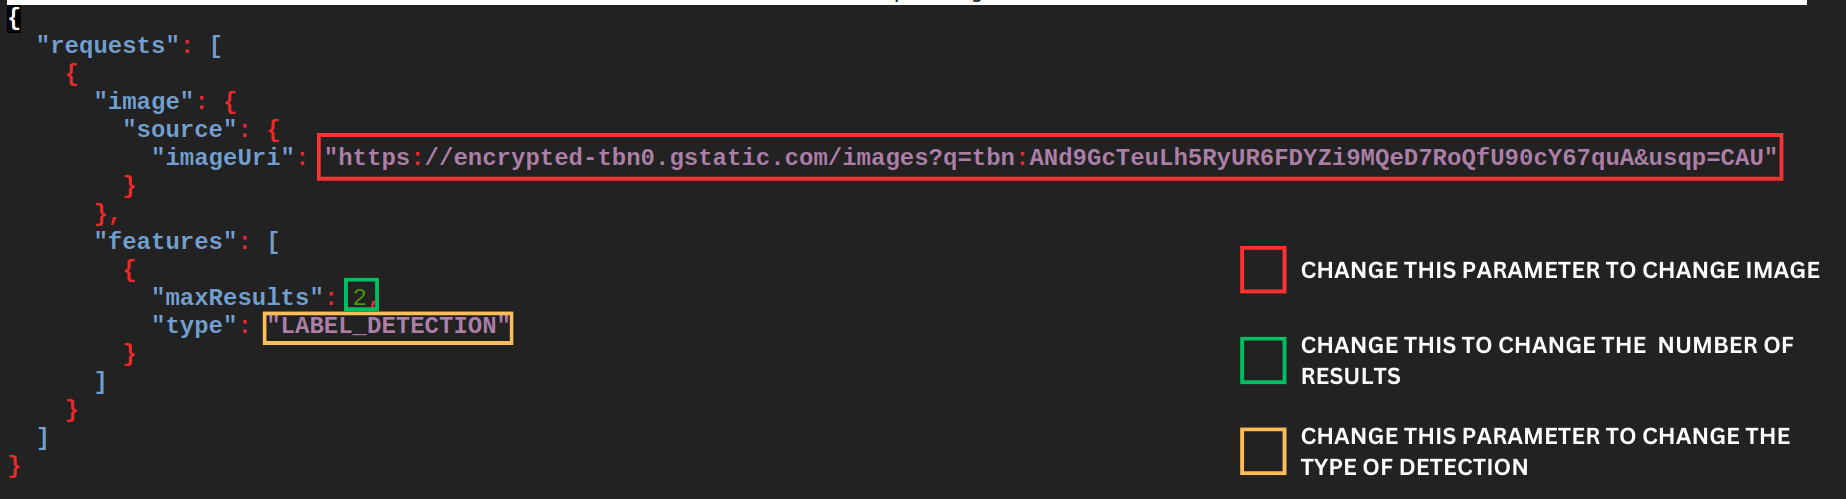 {
"requests": [
{
"image": {
"source": {
"imageUri": "https://encrypted-tbn0.gstatic.com/images?q=tbn:ANd9GcTeuLh5RyUR6FDYZi9MQeD7RoQfU90cY67quA&usqp=CAU"
}
},
"features": [
{
"maxResults": 2,
"type": "LABEL_DETECTION"
}
]
}
]
}
CHANGE THIS PARAMETER TO CHANGE IMAGE
CHANGE THIS TO CHANGE THE NUMBER OF
RESULTS
CHANGE THIS PARAMETER TO CHANGE THE
TYPE OF DETECTION